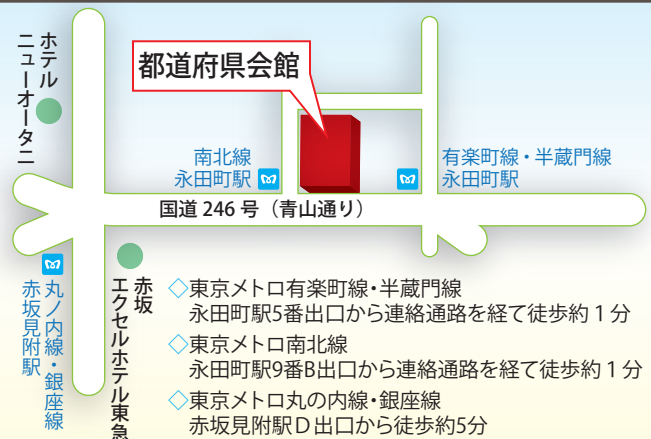 ホテル
ニューオータニ
都道府県会館
南北線
永田町駅
有楽町線・半蔵門線
永田町駅
国道 246 号（青山通り）
丸ノ内線・銀座線
赤坂見附駅
赤坂
エクセルホテル東急
◇東京メトロ有楽町線・半蔵門線
永田町駅5番出口から連絡通路を経て徒歩約 1 分
◇東京メトロ南北線
永田町駅9番B出口から連絡通路を経て徒歩約 1 分
◇東京メトロ丸の内線・銀座線
赤坂見附駅D出口から徒歩約5分